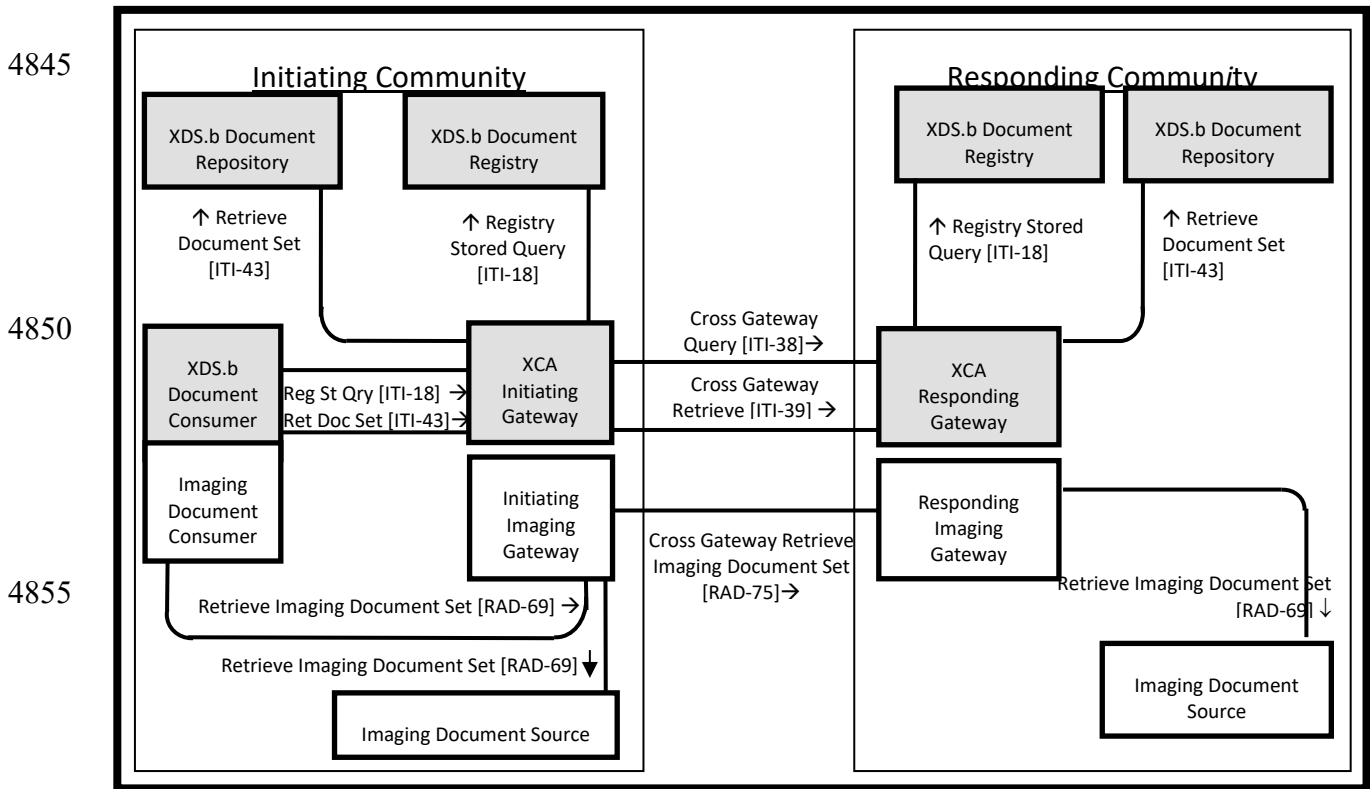 4845
Initiating Community
Responding Community
XDS.b Document
Repository
XDS.b Document
Registry
XDS.b Document
Registry
XDS.b Document
Repository
↑ Retrieve
Document Set
[ITI-43]
↑ Registry
Stored Query
[ITI-18]
↑ Registry Stored
Query [ITI-18]
↑ Retrieve
Document Set
[ITI-43]
4850
XDS.b
Document
Consumer
Reg St Qry [ITI-18] →
Ret Doc Set [ITI-43]→
XCA
Initiating
Gateway
Cross Gateway
Query [ITI-38]→
Cross Gateway
Retrieve [ITI-39] →
XCA
Responding
Gateway
Imaging
Document
Consumer
Initiating
Imaging
Gateway
Cross Gateway Retrieve
Imaging Document Set
[RAD-75]→
Responding
Imaging
Gateway
4855
Retrieve Imaging Document Set [RAD-69] →
Retrieve Imaging Document Set
[RAD-69] ↓
Retrieve Imaging Document Set [RAD-69]
Imaging Document Source
Imaging Document
Source